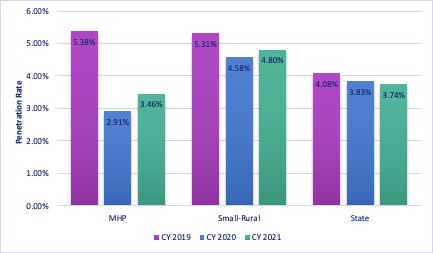 6.00%
5.00%
4.00%
3.00%
2.00%
1.00%
0.00%
Penetration Rate
5.38%
2.91%
3.46%
5.31%
4.58%
4.80%
4.08%
3.83%
3.74%
MHP
Small-Rural
State
CY 2019
CY 2020
CY 2021